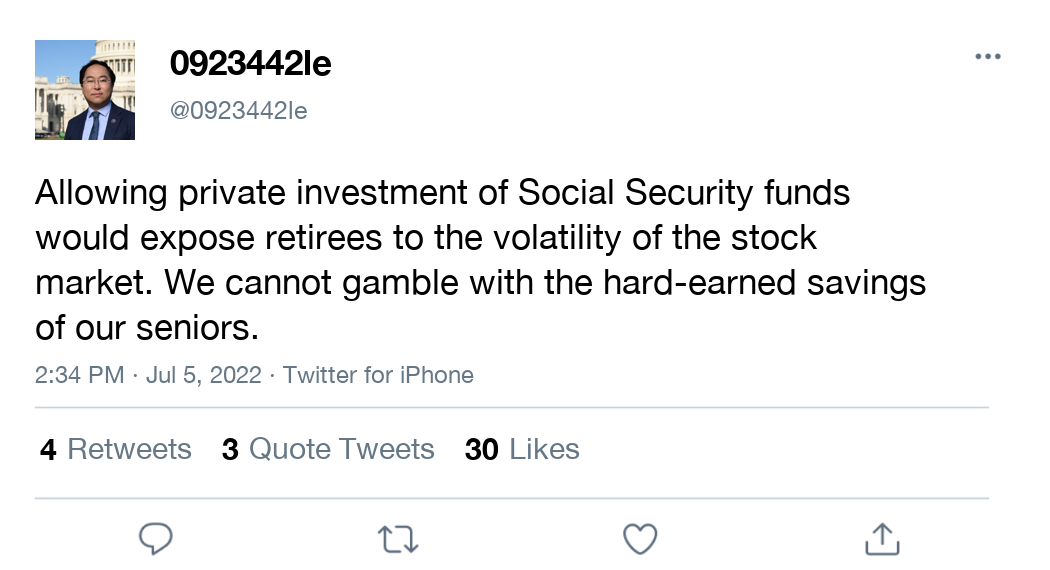 0923442le
@0923442le
Allowing private investment of Social Security funds
would expose retirees to the volatility of the stock
market. We cannot gamble with the hard-earned savings
of our seniors.
2:34 PM · Jul 5, 2022 · Twitter for iPhone
4 Retweets 3 Quote Tweets 30 Likes